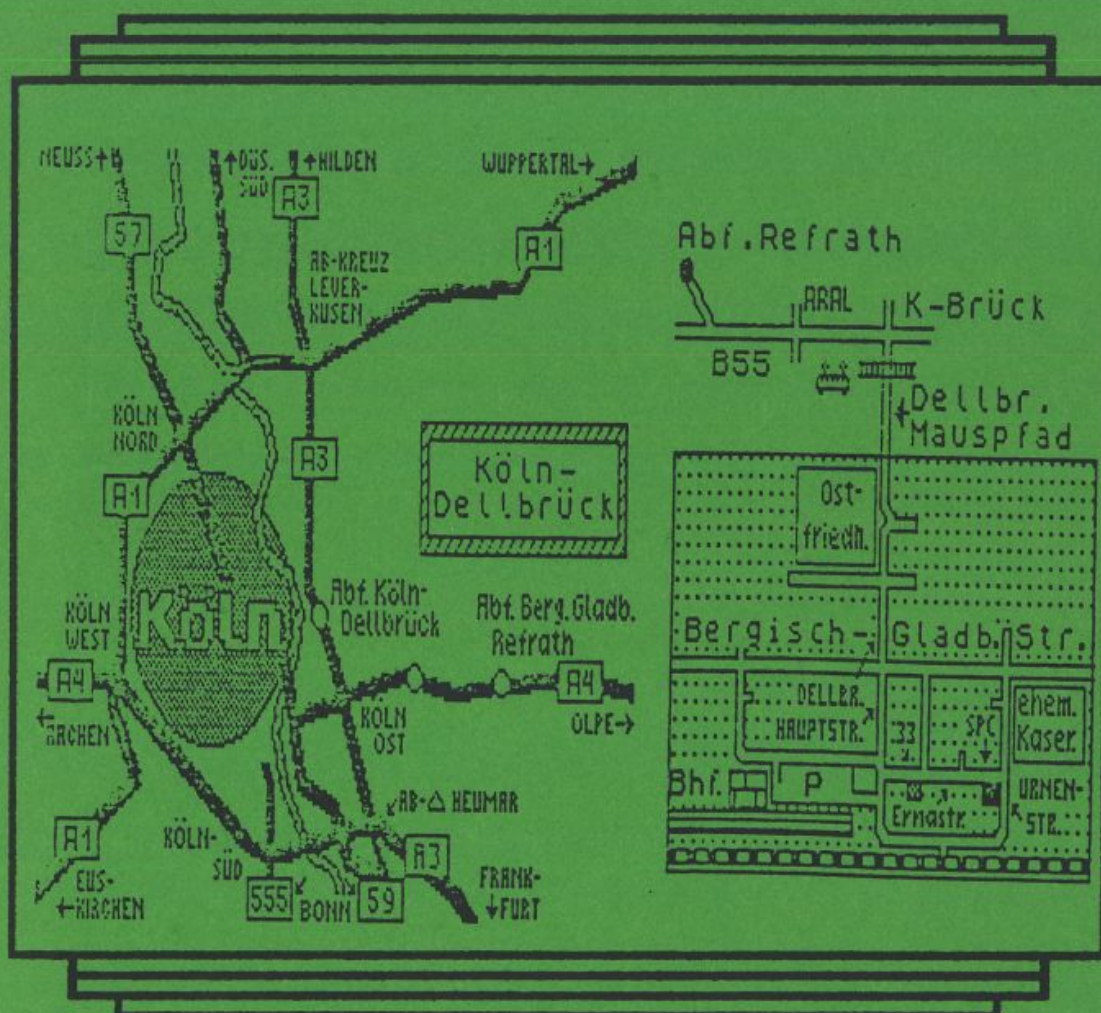 NEUSS↑
↑DÜS.
SÜD
↑HILDEN
WUPPERTAL→
57
A3
A1
AB-KREUZ
LEVER-
KUSEN
KÖLN
NORD
A1
A3
Köln-
Dellbrück
KÖLN
WEST
Köln
Abf. Köln-
Dellbrück
Abf. Berg.Gladb.
Refrath
A4
←
AACHEN
KÖLN
OST
A4
OLPE→
AB-△ HEUMAR
A1
EUS-
←KIRCHEN
KÖLN-
SÜD
555
BONN
59
A3
FRANK-
↓FURT
Abf.Refrath
ARAL
K-Brück
B55
←Dellbr.
Mauspfad
Ost-
friedh.
Bergisch-Gladb.Str.
DELLBR.
HAUPTSTR.
33
SPC
ehem.
Kaser.
Bhf.
P
Ernastr.
URNEN-
STR.